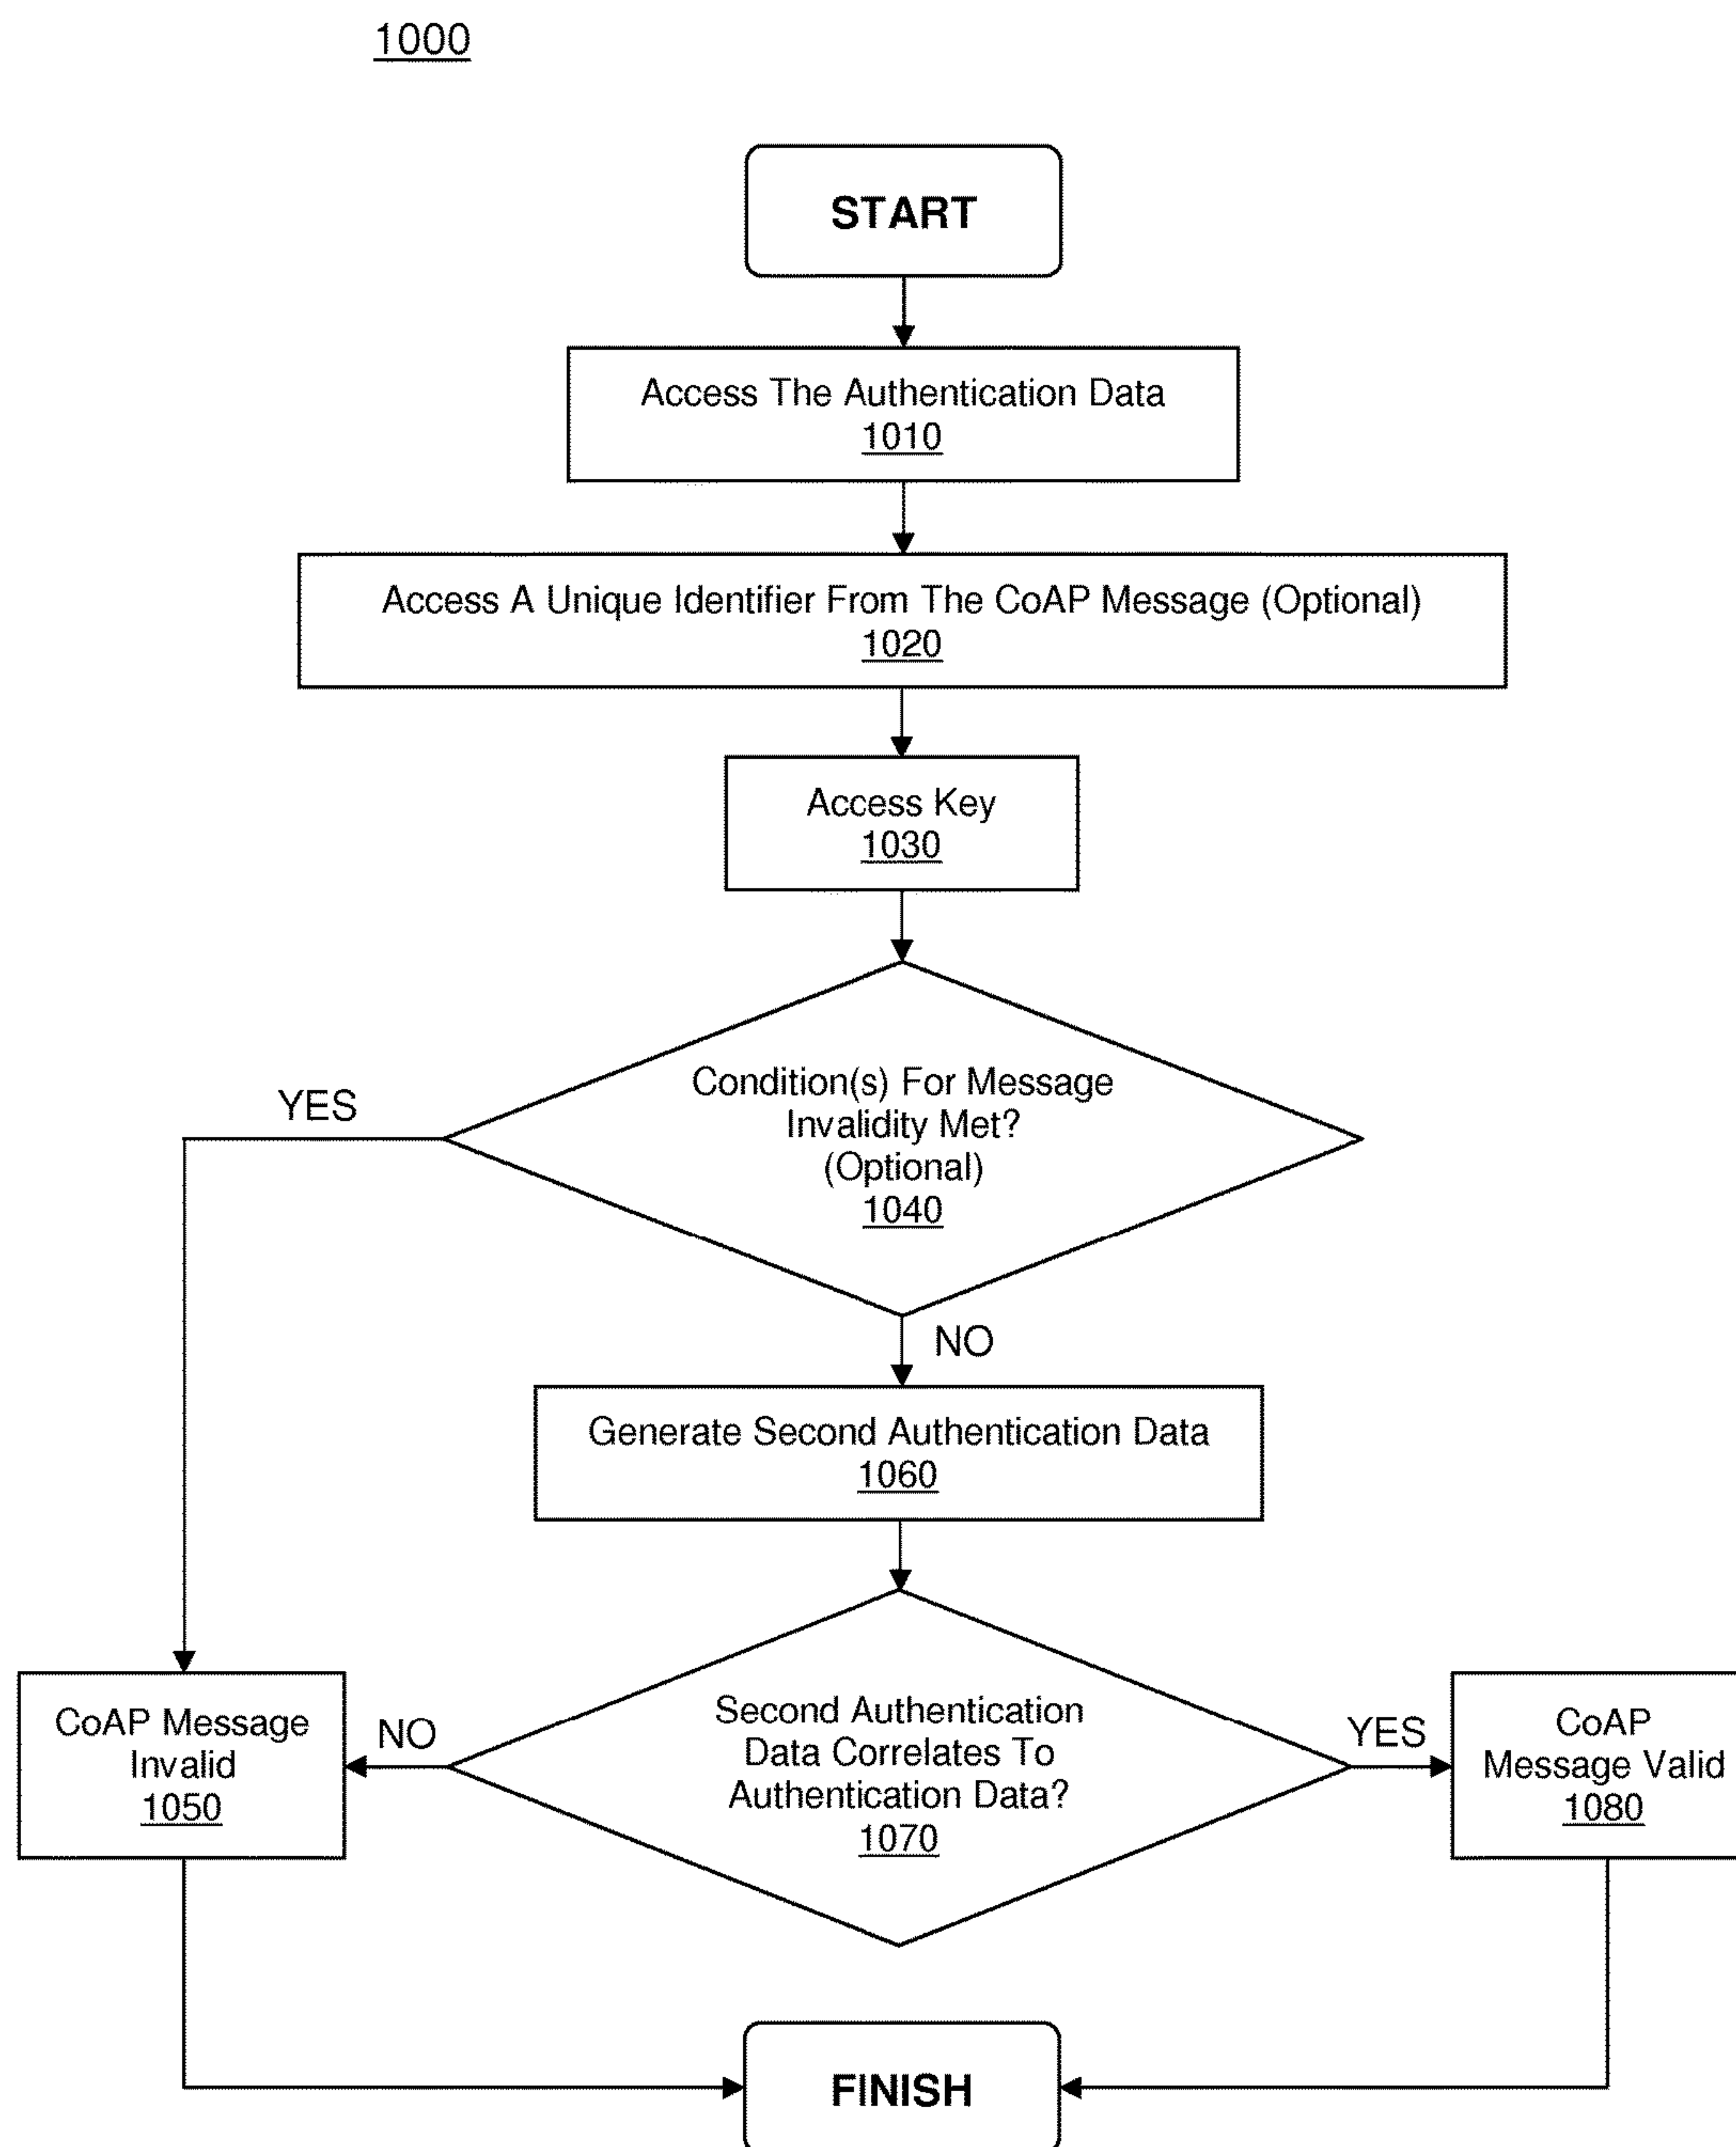 1000
START
Access The Authentication Data
1010
Access A Unique Identifier From The CoAP Message (Optional)
1020
Access Key
1030
Condition(s) For Message
Invalidity Met?
(Optional)
1040
YES
NO
Generate Second Authentication Data
1060
CoAP Message
Invalid
1050
NO
Second Authentication
Data Correlates To
Authentication Data?
1070
YES
CoAP
Message Valid
1080
FINISH